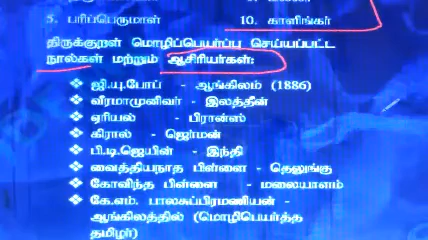 5. பரிப்பெருமாள் 10. காளிங்கர்
திருக்குறள் மொழிப்பெயர்ப்பு செய்யப்பட்ட
நூல்கள் மற்றும் ஆசிரியர்கள்:
❖ ஜி.யு.போப் - ஆங்கிலம் (1886)
❖ வீரமாமுனிவர் - இலத்தீன்
❖ ஏரியல் - பிரான்ஸ்
❖ கிரால் - ஜெர்மன்
❖ பி.டி.ஜெயின் - இந்தி
❖ வைத்தியநாத பிள்ளை - தெலுங்கு
❖ கோவிந்த பிள்ளை - மலையாளம்
❖ கே.எம். பாலசுப்பிரமணியன் -
ஆங்கிலத்தில் (மொழிபெயர்த்த
தமிழர்)